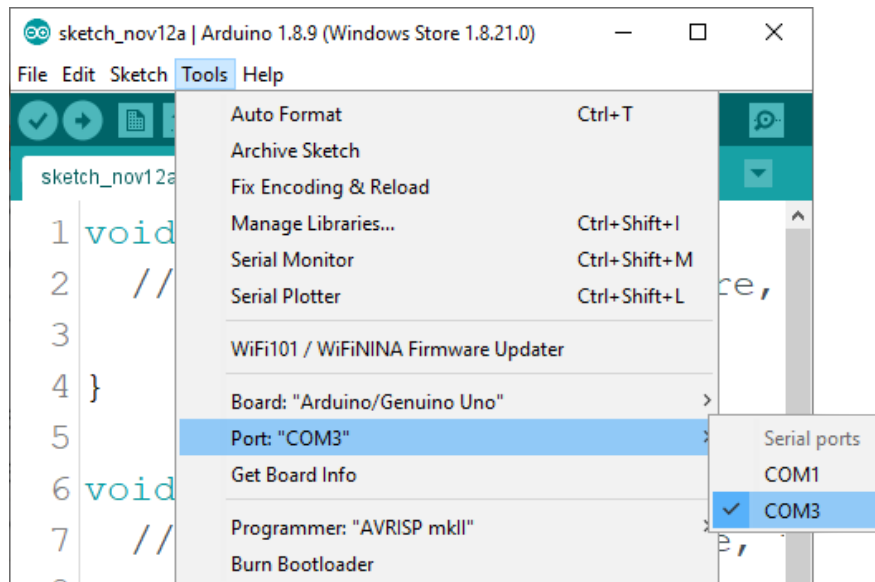 sketch_nov12a | Arduino 1.8.9 (Windows Store 1.8.21.0)
File Edit Sketch Tools Help
sketch_nov12a
Auto Format Ctrl+T
Archive Sketch
Fix Encoding & Reload
Manage Libraries... Ctrl+Shift+I
Serial Monitor Ctrl+Shift+M
Serial Plotter Ctrl+Shift+L
WiFi101 / WiFiNINA Firmware Updater
Board: "Arduino/Genuino Uno"
Port: "COM3"
Get Board Info
Programmer: "AVRISP mkII"
Burn Bootloader
Serial ports
COM1
COM3
1 void
2 // re,
3
4 }
5
6 void
7 // e,